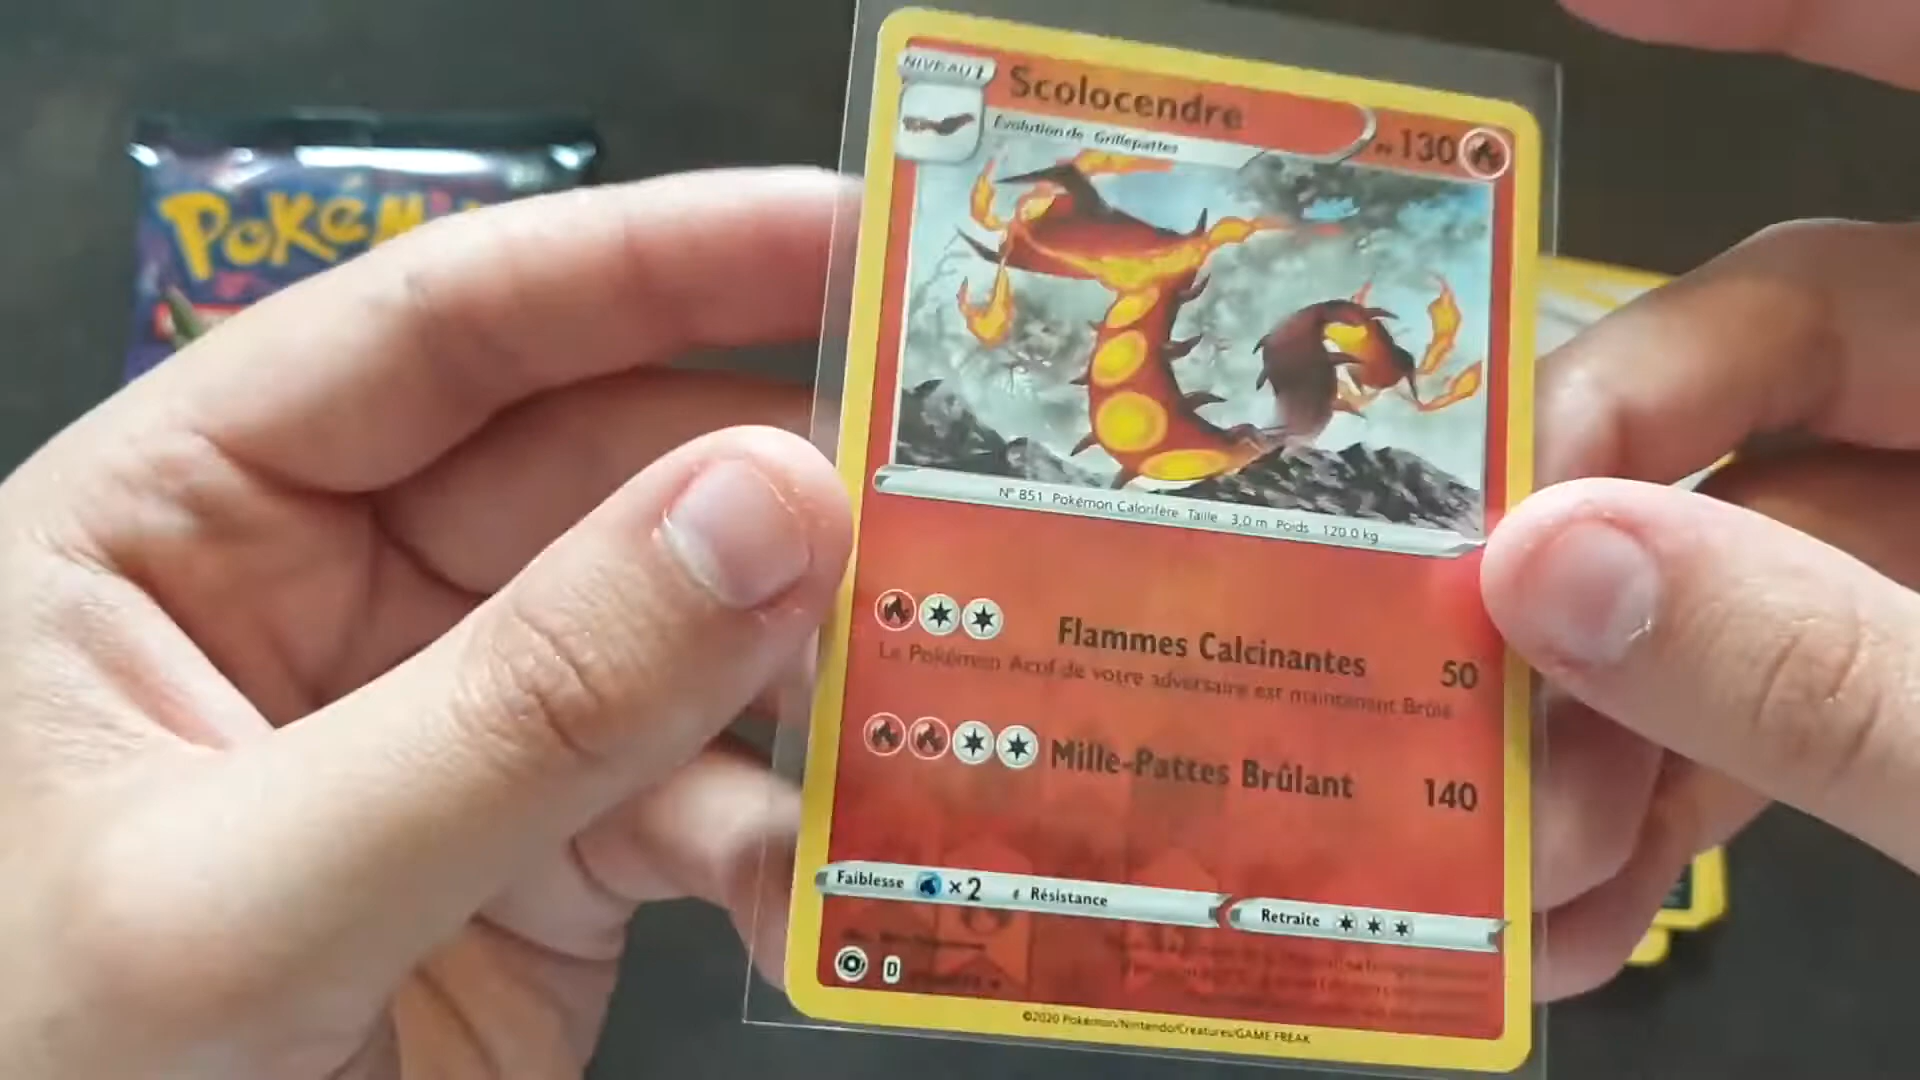 POKÉM
NIVEAU 1
Scolocendre
Évolution de Grillepattes
PV 130
N° 851 Pokémon Calorifère Taille 3,0 m Poids 120.0 kg
Flammes Calcinantes 50
Le Pokémon Actif de votre adversaire est maintenant Brûlé.
Mille-Pattes Brûlant 140
Faiblesse ×2 Résistance Retraite
D
©2020 Pokémon/Nintendo/Creatures/GAME FREAK